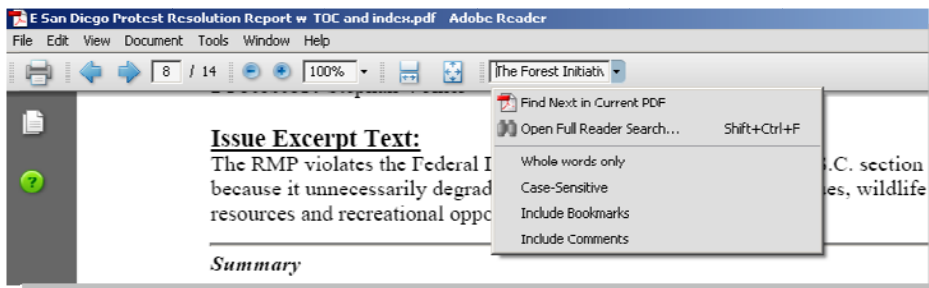 E San Diego Protest Resolution Report w TOC and index.pdf Adobe Reader
File Edit View Document Tools Window Help
8 / 14 100% The Forest Initiativ
Find Next in Current PDF
Open Full Reader Search... Shift+Ctrl+F
Whole words only
Case-Sensitive
Include Bookmarks
Include Comments
Issue Excerpt Text:
The RMP violates the Federal .C. section
because it unnecessarily degrad es, wildlife
resources and recreational oppo
Summary